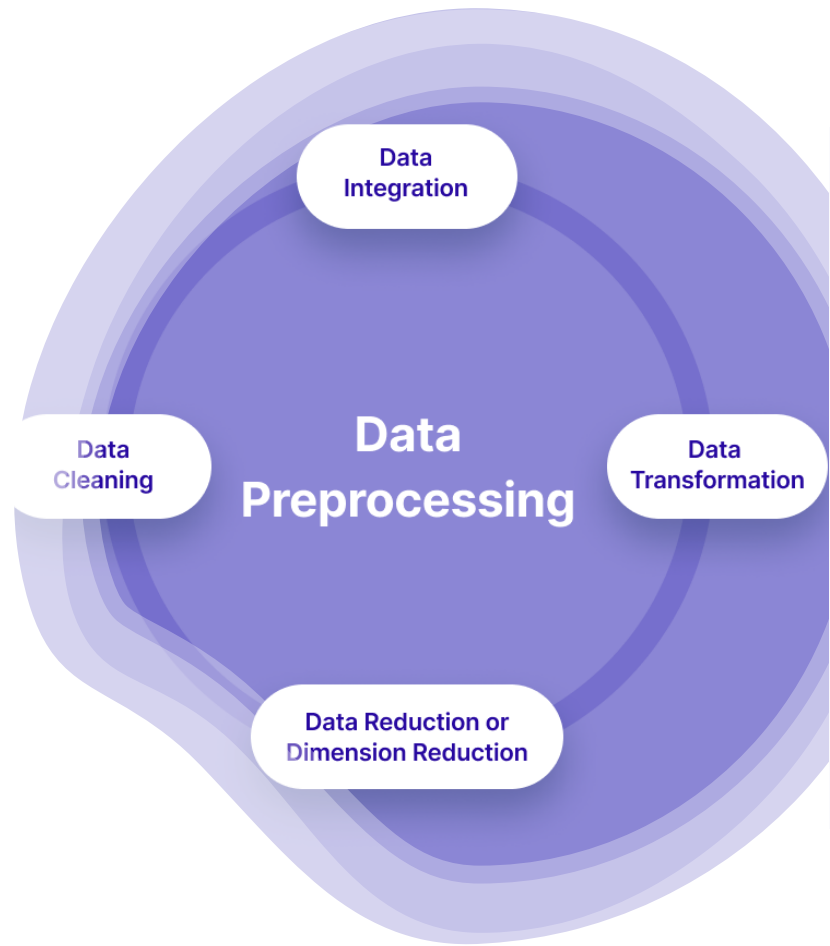 Data
Integration
Data
Cleaning
Data
Preprocessing
Data
Transformation
Data Reduction or
Dimension Reduction